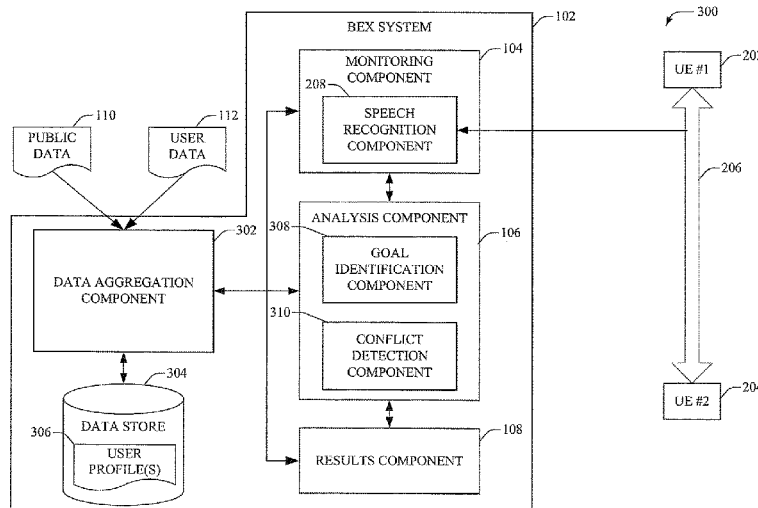 BEX SYSTEM
102
300
MONITORING
COMPONENT
104
208
SPEECH
RECOGNITION
COMPONENT
UE #1
202
110
PUBLIC
DATA
112
USER
DATA
206
ANALYSIS COMPONENT
308
GOAL
IDENTIFICATION
COMPONENT
106
302
DATA AGGREGATION
COMPONENT
310
CONFLICT
DETECTION
COMPONENT
304
DATA STORE
306
USER
PROFILE(S)
108
RESULTS COMPONENT
UE #2
204